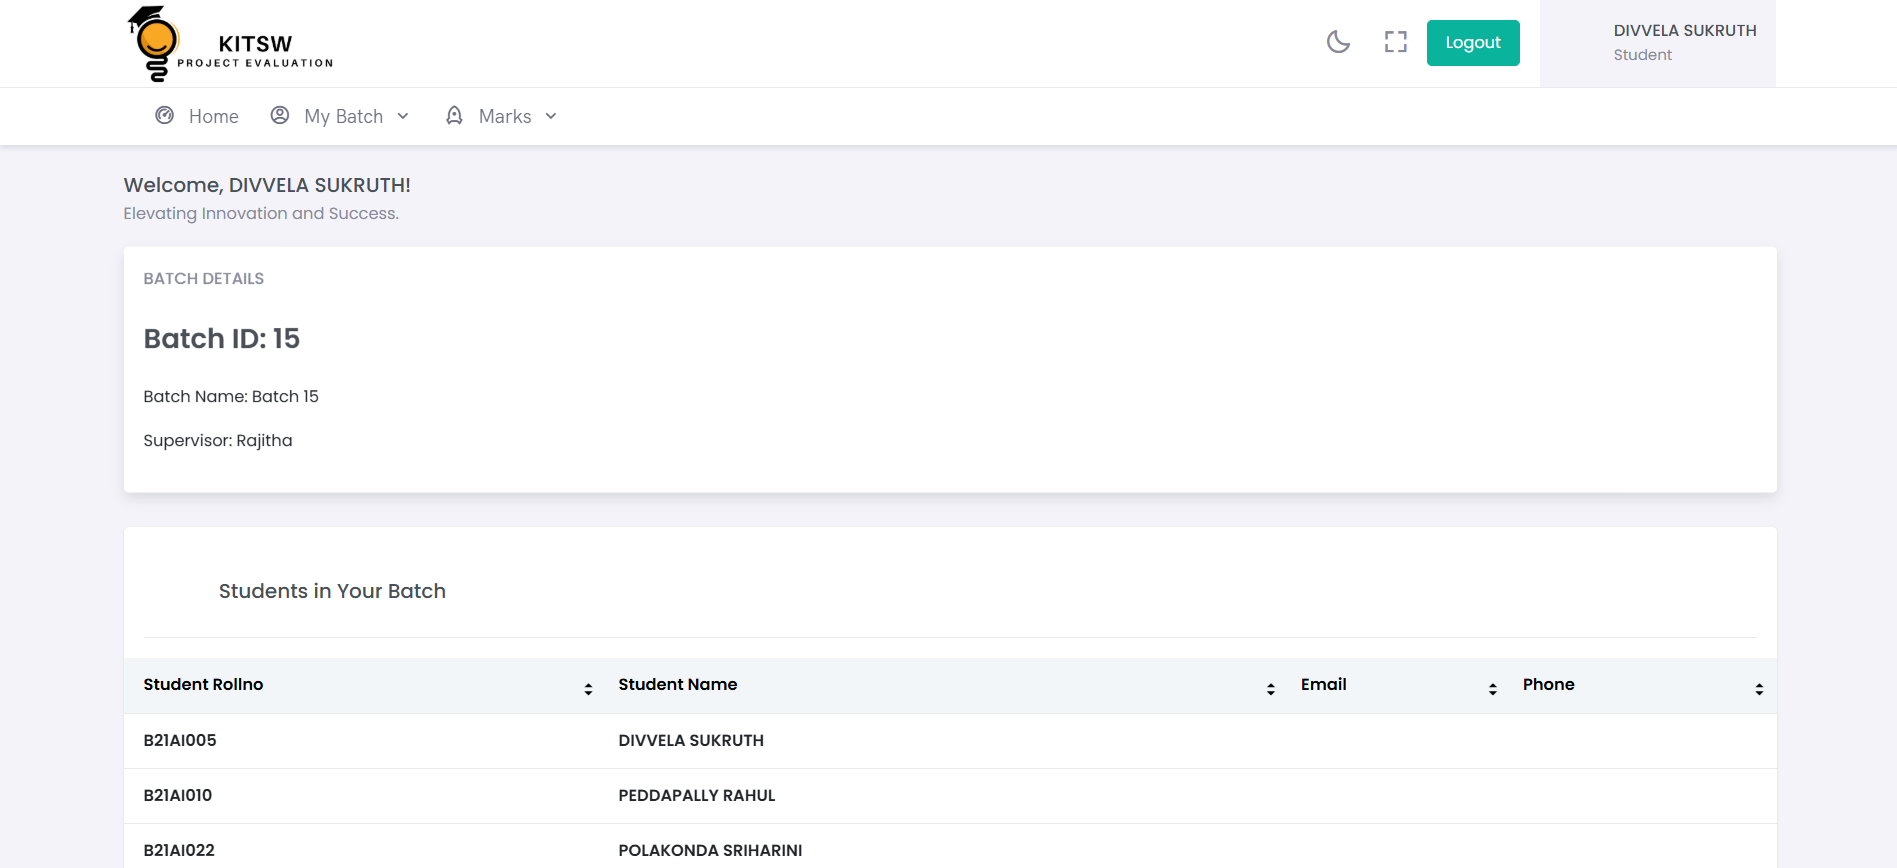 KITSW
PROJECT EVALUATION
Logout
DIVVELA SUKRUTH
Student
Home
My Batch
Marks
Welcome, DIVVELA SUKRUTH!
Elevating Innovation and Success.
BATCH DETAILS
Batch ID: 15
Batch Name: Batch 15
Supervisor: Rajitha
Students in Your Batch
Student Rollno Student Name Email Phone
B21AI005 DIVVELA SUKRUTH
B21AI010 PEDDAPALLY RAHUL
B21AI022 POLAKONDA SRIHARINI